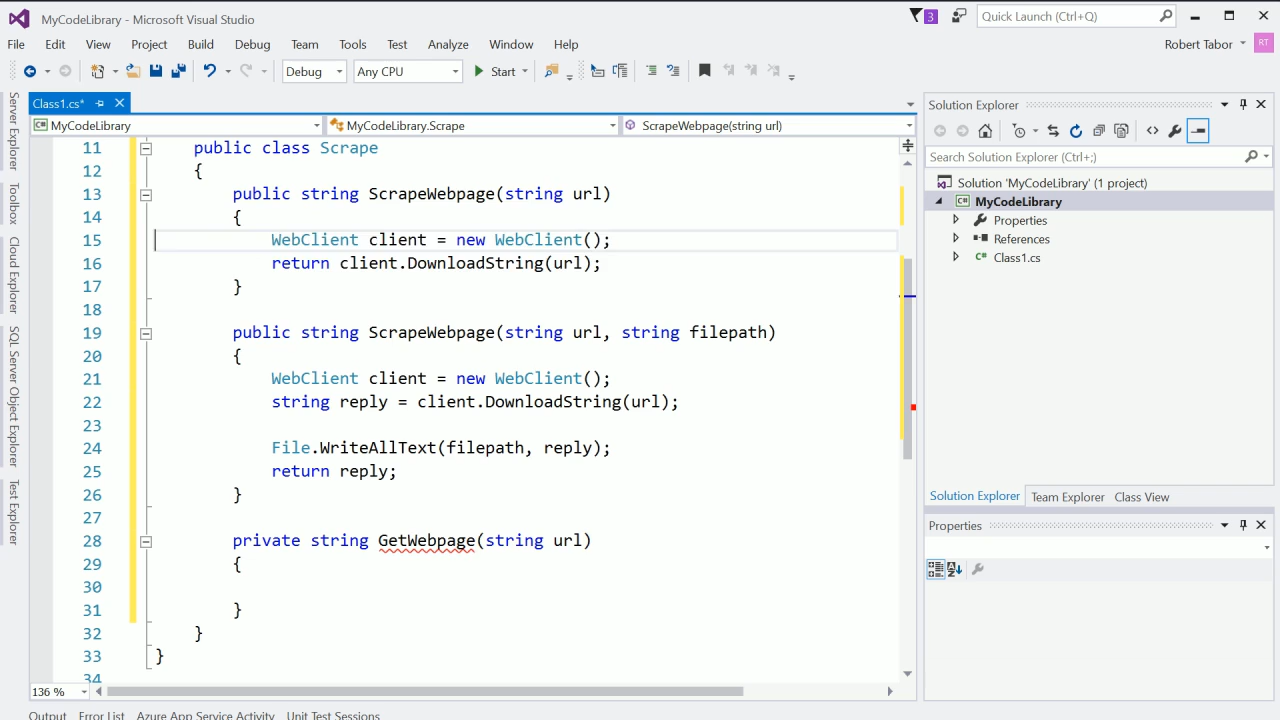 MyCodeLibrary - Microsoft Visual Studio
3
Quick Launch (Ctrl+Q)
File Edit View Project Build Debug Team Tools Test Analyze Window Help
Robert Tabor RT
Debug Any CPU Start
Server Explorer
Toolbox
Cloud Explorer
SQL Server Object Explorer
Test Explorer
Class1.cs*
MyCodeLibrary MyCodeLibrary.Scrape ScrapeWebpage(string url)
11 public class Scrape
12 {
13 public string ScrapeWebpage(string url)
14 {
15 WebClient client = new WebClient();
16 return client.DownloadString(url);
17 }
18
19 public string ScrapeWebpage(string url, string filepath)
20 {
21 WebClient client = new WebClient();
22 string reply = client.DownloadString(url);
23
24 File.WriteAllText(filepath, reply);
25 return reply;
26 }
27
28 private string GetWebpage(string url)
29 {
30
31 }
32 }
33 }
34
136 %
Solution Explorer
Search Solution Explorer (Ctrl+;)
Solution 'MyCodeLibrary' (1 project)
C# MyCodeLibrary
Properties
References
C# Class1.cs
Solution Explorer Team Explorer Class View
Properties
Output Error List Azure App Service Activity Unit Test Sessions